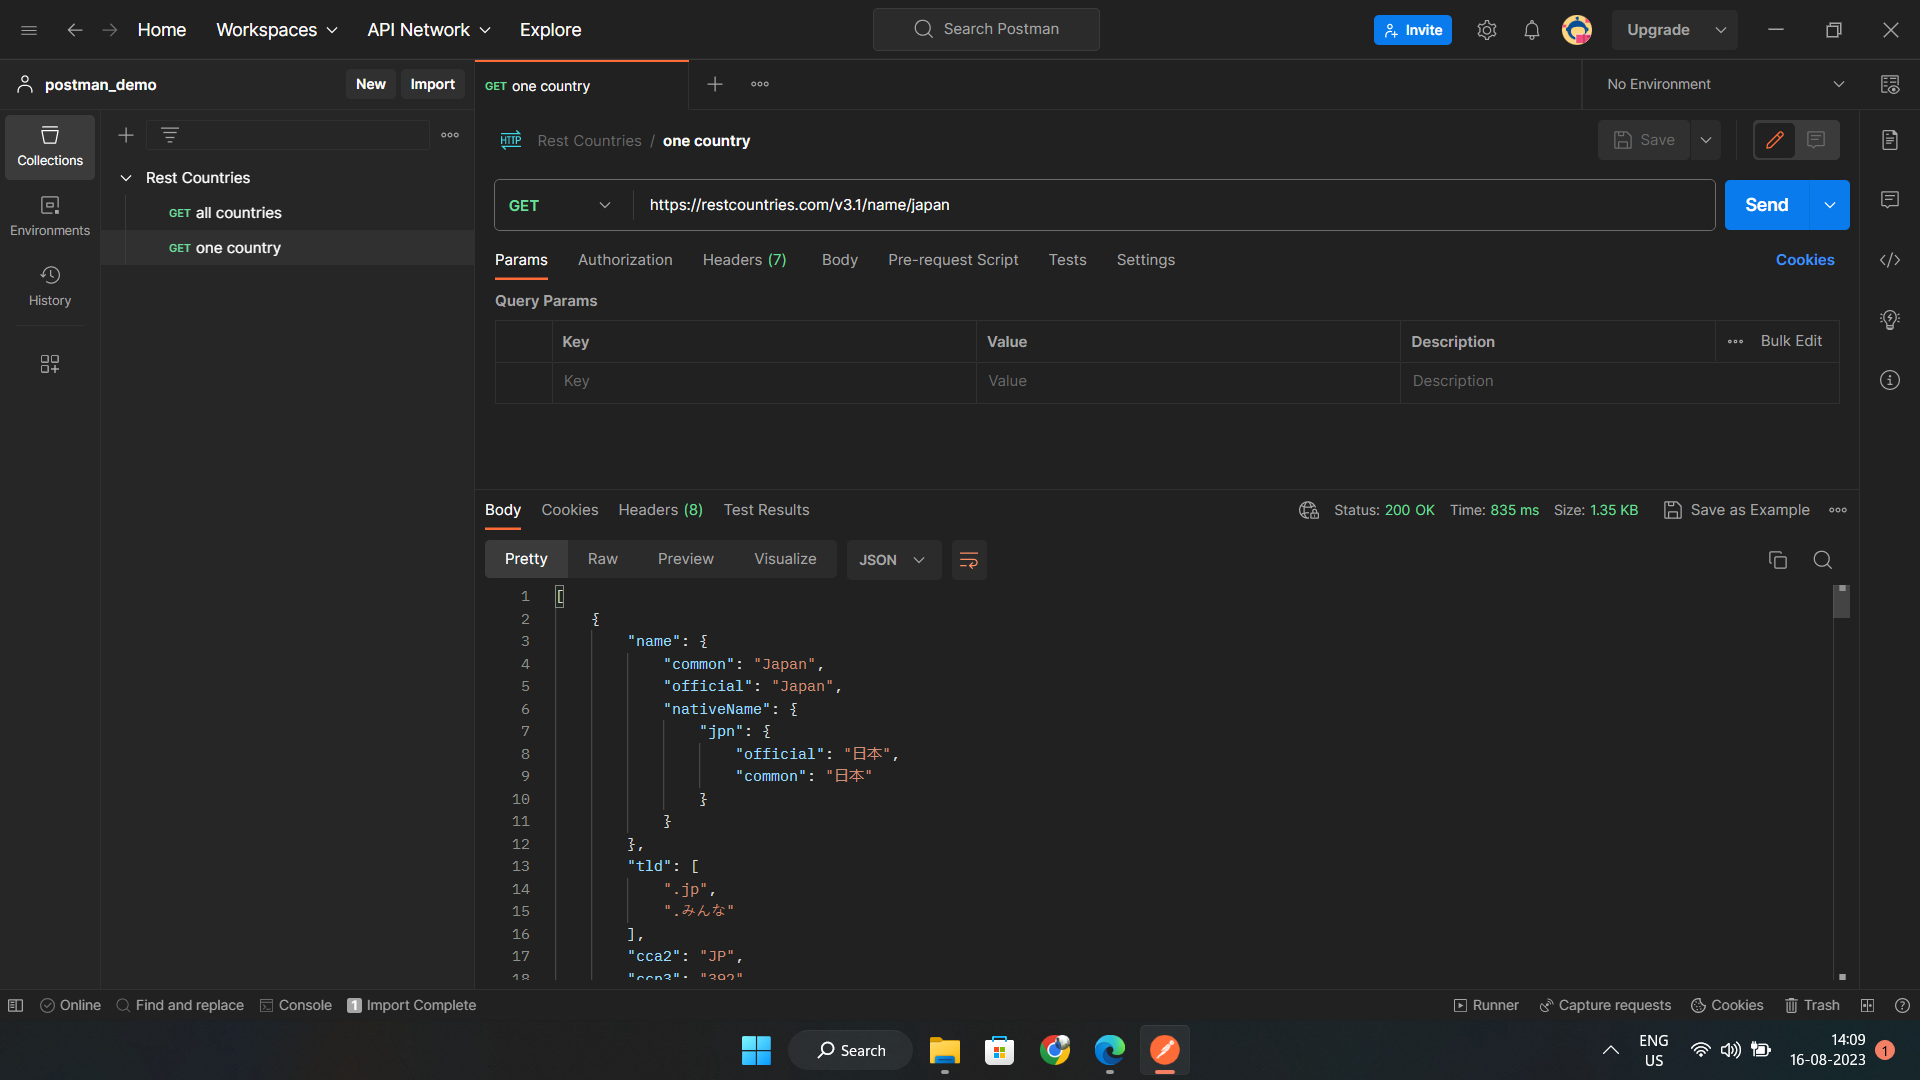 Home Workspaces API Network Explore Search Postman Invite Upgrade
postman_demo New Import GET one country No Environment
Collections
Environments
History
Rest Countries
GET all countries
GET one country
HTTP Rest Countries / one country Save
GET https://restcountries.com/v3.1/name/japan Send
Params Authorization Headers (7) Body Pre-request Script Tests Settings Cookies
Query Params
Key Value Description Bulk Edit
Key Value Description
Body Cookies Headers (8) Test Results Status: 200 OK Time: 835 ms Size: 1.35 KB Save as Example
Pretty Raw Preview Visualize JSON
1 [
2 {
3 "name": {
4 "common": "Japan",
5 "official": "Japan",
6 "nativeName": {
7 "jpn": {
8 "official": "日本",
9 "common": "日本"
10 }
11 }
12 },
13 "tld": [
14 ".jp",
15 ".みんな"
16 ],
17 "cca2": "JP",
18 "ccn3": "392"
Online Find and replace Console 1 Import Complete Runner Capture requests Cookies Trash
Search ENG 14:09
US 16-08-2023 1